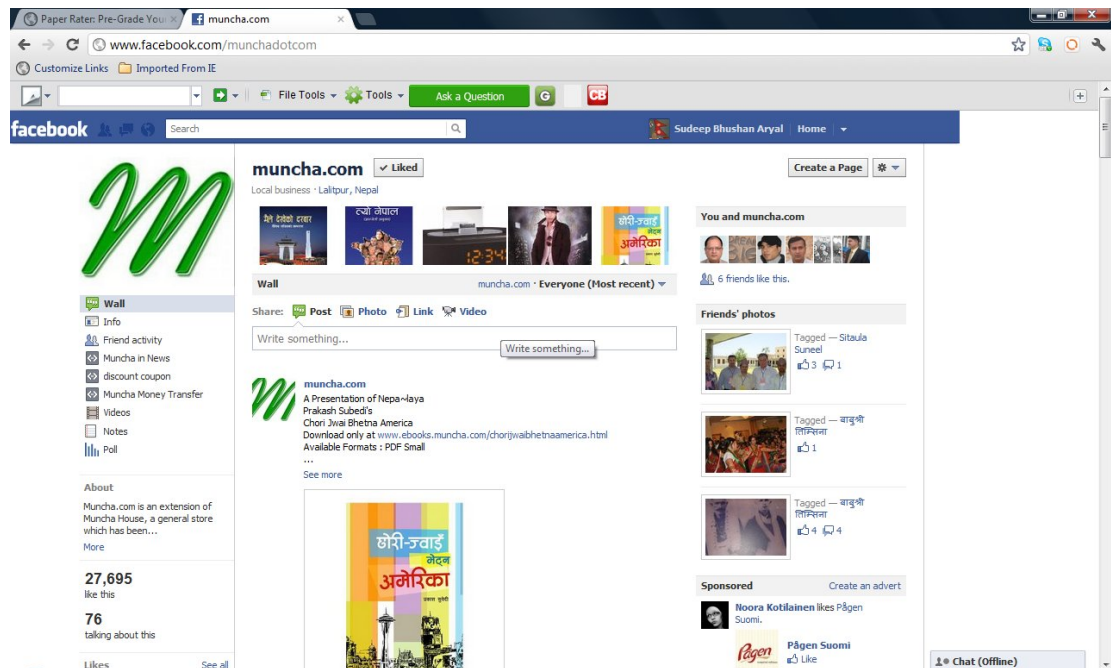 Paper Rater: Pre-Grade You
muncha.com
www.facebook.com/munchadotcom
Customize Links Imported From IE
File Tools Tools Ask a Question G CB
facebook Search Sudeep Bhushan Aryal Home
muncha.com Liked Create a Page
Local business · Lalitpur, Nepal
मैले देखेको दरबार
त्यो नेपाल
12:34
छोरी-ज्वाइँ
अमेरिका
Wall muncha.com · Everyone (Most recent)
Share: Post Photo Link Video
Write something...
Write something...
muncha.com
A Presentation of Nepa~laya
Prakash Subedi's
Chori Jwai Bhetna America
Download only at www.ebooks.muncha.com/chorijwaibhetnaamerica.html
Available Formats : PDF Small
...
See more
छोरी-ज्वाइँ
भेट्न
अमेरिका
Wall
Info
Friend activity
Muncha in News
discount coupon
Muncha Money Transfer
Videos
Notes
Poll
About
Muncha.com is an extension of
Muncha House, a general store
which has been...
More
27,695
like this
76
talking about this
Likes See all
You and muncha.com
6 friends like this.
Friends' photos
Tagged — Sitaula
Suneel
3 1
Tagged — बाबुश्री
तिम्सिना
1
Tagged — बाबुश्री
तिम्सिना
4 4
Sponsored Create an advert
Noora Kotilainen likes Pågen
Suomi.
Pågen
Pågen Suomi
Like
Chat (Offline)